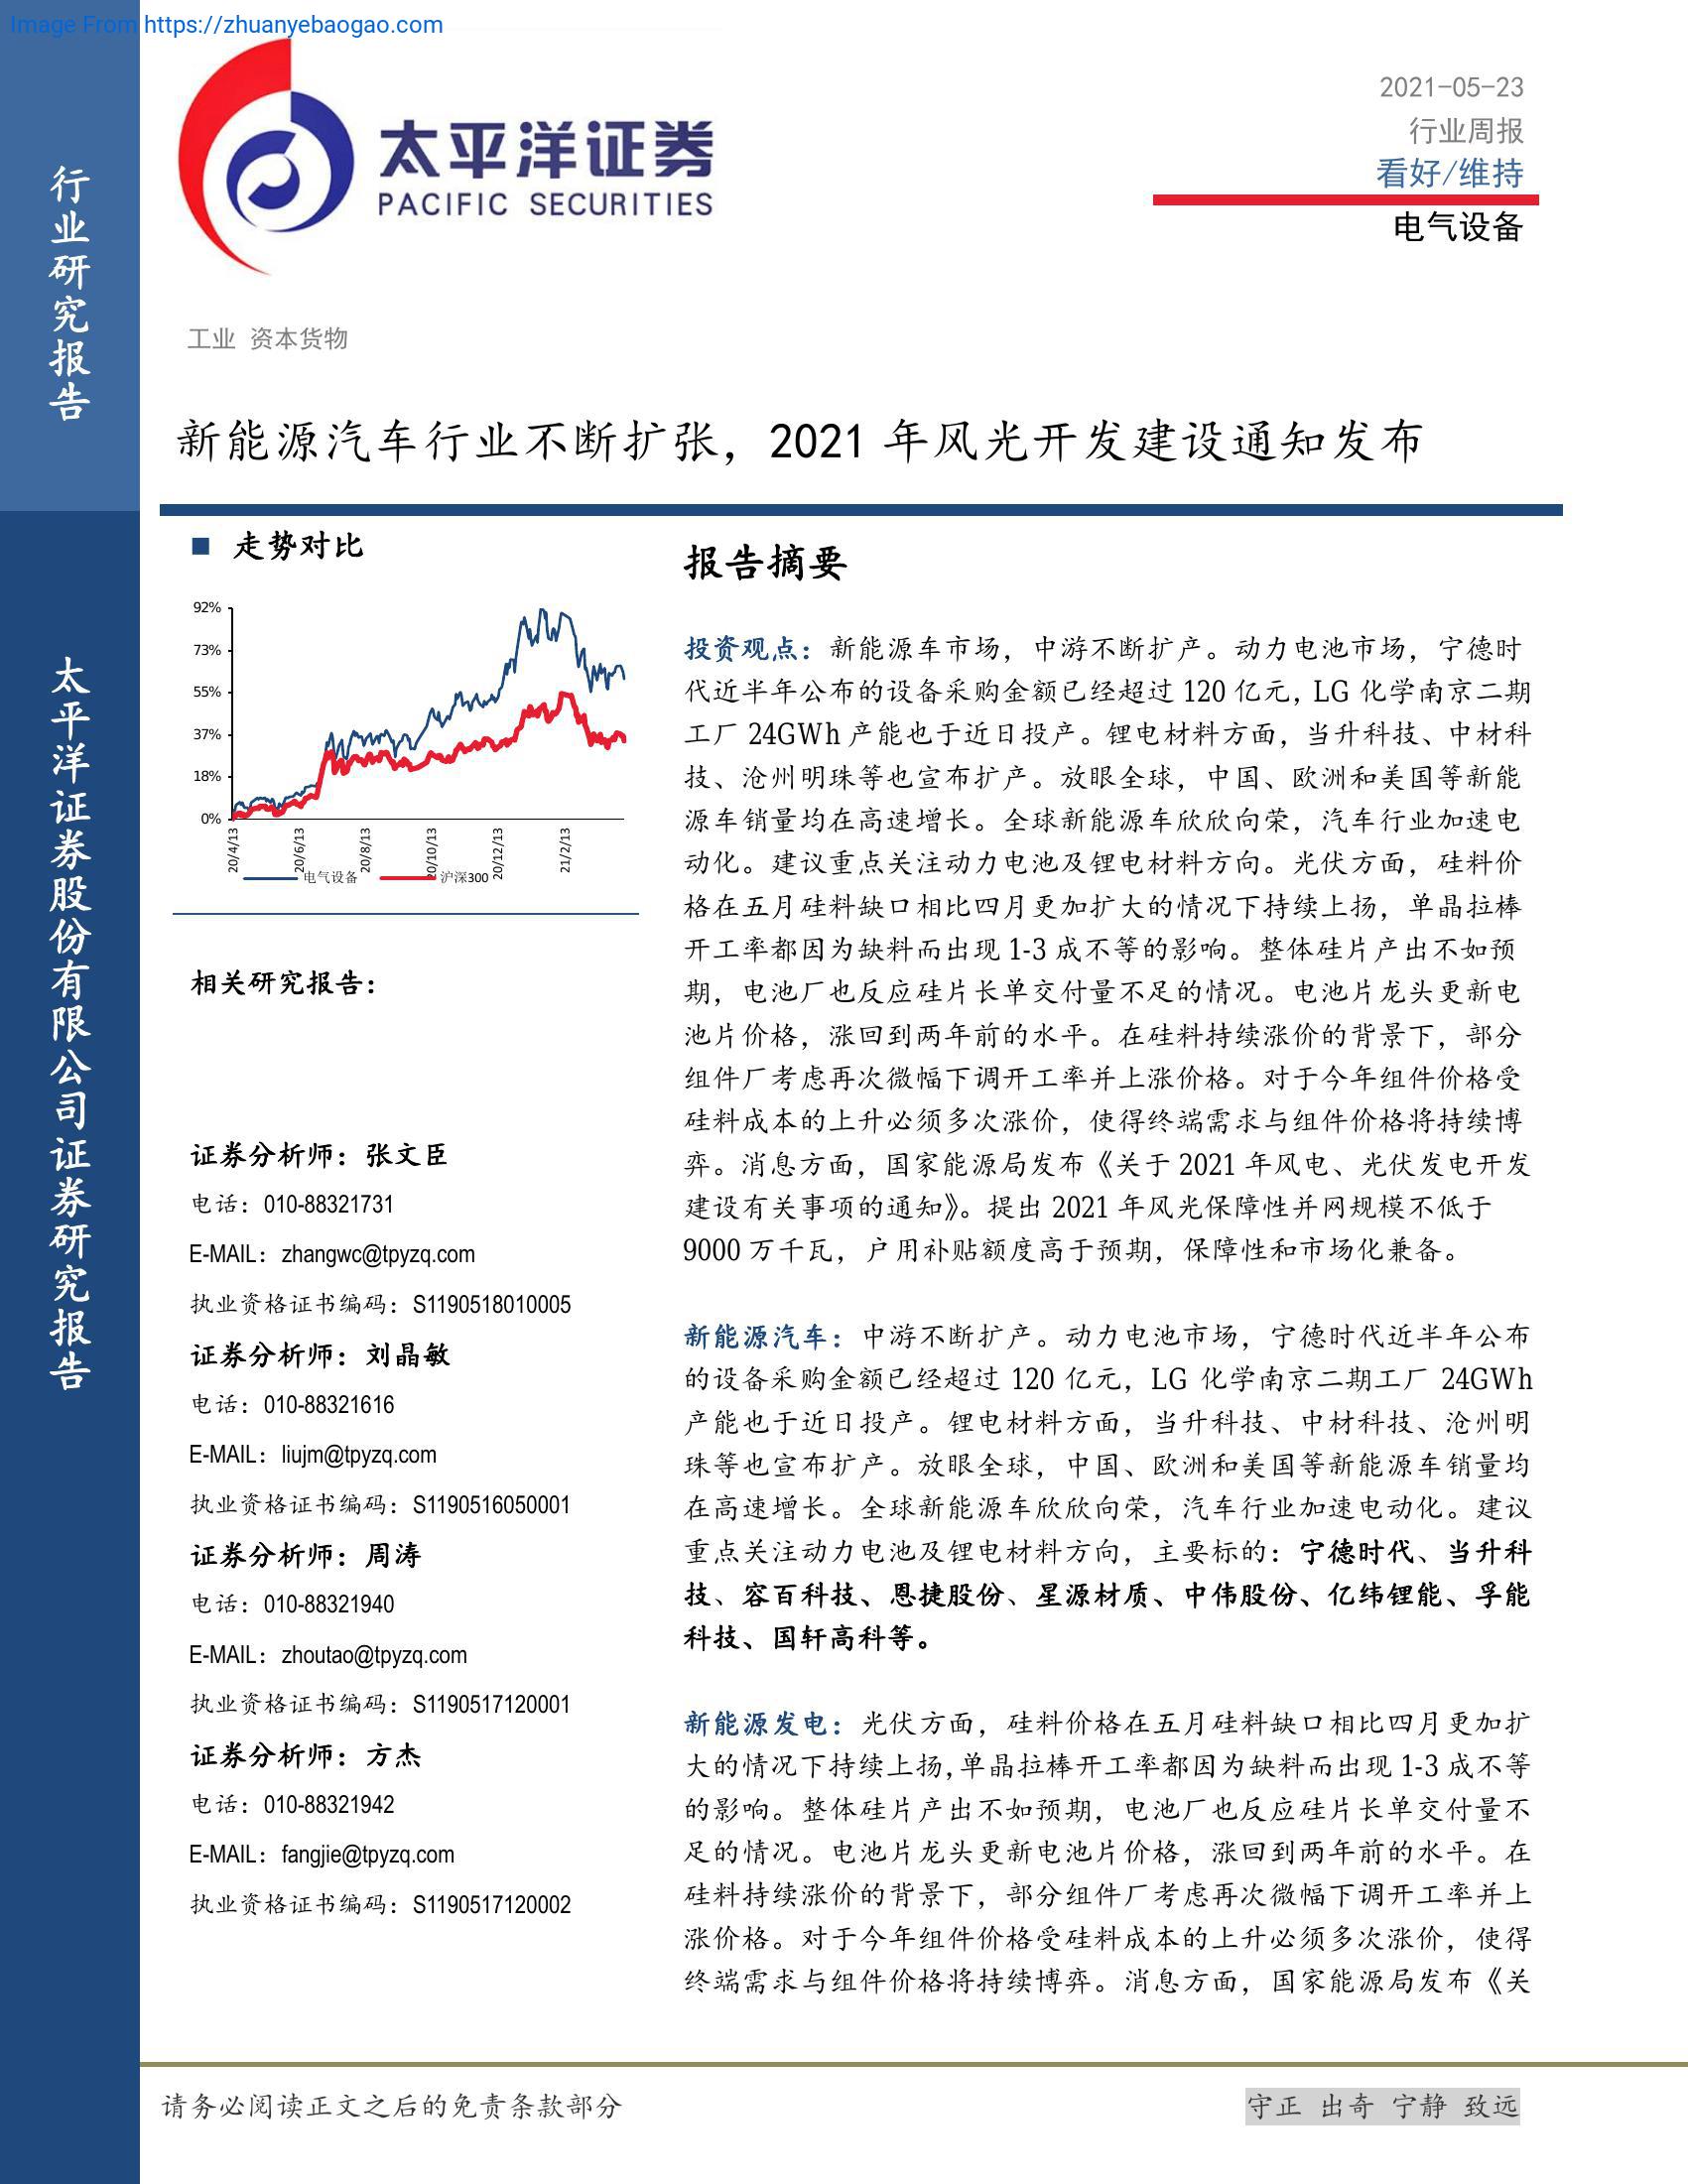 Image From https://zhuanyebaogao.com
行业研究报告
太平洋证券股份有限公司证券研究报告
太平洋证券
PACIFIC SECURITIES
2021-05-23
行业周报
看好/维持
电气设备
工业 资本货物
新能源汽车行业不断扩张，2021 年风光开发建设通知发布
■ 走势对比
92%
73%
55%
37%
18%
0%
20/4/13
20/6/13
20/8/13
20/10/13
20/12/13
21/2/13
电气设备
沪深300
相关研究报告：
证券分析师：张文臣
电话：010-88321731
E-MAIL：zhangwc@tpyzq.com
执业资格证书编码：S1190518010005
证券分析师：刘晶敏
电话：010-88321616
E-MAIL：liujm@tpyzq.com
执业资格证书编码：S1190516050001
证券分析师：周涛
电话：010-88321940
E-MAIL：zhoutao@tpyzq.com
执业资格证书编码：S1190517120001
证券分析师：方杰
电话：010-88321942
E-MAIL：fangjie@tpyzq.com
执业资格证书编码：S1190517120002
报告摘要
投资观点：新能源车市场，中游不断扩产。动力电池市场，宁德时
代近半年公布的设备采购金额已经超过 120 亿元，LG 化学南京二期
工厂 24GWh 产能也于近日投产。锂电材料方面，当升科技、中材科
技、沧州明珠等也宣布扩产。放眼全球，中国、欧洲和美国等新能
源车销量均在高速增长。全球新能源车欣欣向荣，汽车行业加速电
动化。建议重点关注动力电池及锂电材料方向。光伏方面，硅料价
格在五月硅料缺口相比四月更加扩大的情况下持续上扬，单晶拉棒
开工率都因为缺料而出现 1-3 成不等的影响。整体硅片产出不如预
期，电池厂也反应硅片长单交付量不足的情况。电池片龙头更新电
池片价格，涨回到两年前的水平。在硅料持续涨价的背景下，部分
组件厂考虑再次微幅下调开工率并上涨价格。对于今年组件价格受
硅料成本的上升必须多次涨价，使得终端需求与组件价格将持续博
弈。消息方面，国家能源局发布《关于 2021 年风电、光伏发电开发
建设有关事项的通知》。提出 2021 年风光保障性并网规模不低于
9000 万千瓦，户用补贴额度高于预期，保障性和市场化兼备。
新能源汽车：中游不断扩产。动力电池市场，宁德时代近半年公布
的设备采购金额已经超过 120 亿元，LG 化学南京二期工厂 24GWh
产能也于近日投产。锂电材料方面，当升科技、中材科技、沧州明
珠等也宣布扩产。放眼全球，中国、欧洲和美国等新能源车销量均
在高速增长。全球新能源车欣欣向荣，汽车行业加速电动化。建议
重点关注动力电池及锂电材料方向，主要标的：宁德时代、当升科
技、容百科技、恩捷股份、星源材质、中伟股份、亿纬锂能、孚能
科技、国轩高科等。
新能源发电：光伏方面，硅料价格在五月硅料缺口相比四月更加扩
大的情况下持续上扬，单晶拉棒开工率都因为缺料而出现 1-3 成不等
的影响。整体硅片产出不如预期，电池厂也反应硅片长单交付量不
足的情况。电池片龙头更新电池片价格，涨回到两年前的水平。在
硅料持续涨价的背景下，部分组件厂考虑再次微幅下调开工率并上
涨价格。对于今年组件价格受硅料成本的上升必须多次涨价，使得
终端需求与组件价格将持续博弈。消息方面，国家能源局发布《关
请务必阅读正文之后的免责条款部分
守正 出奇 宁静 致远